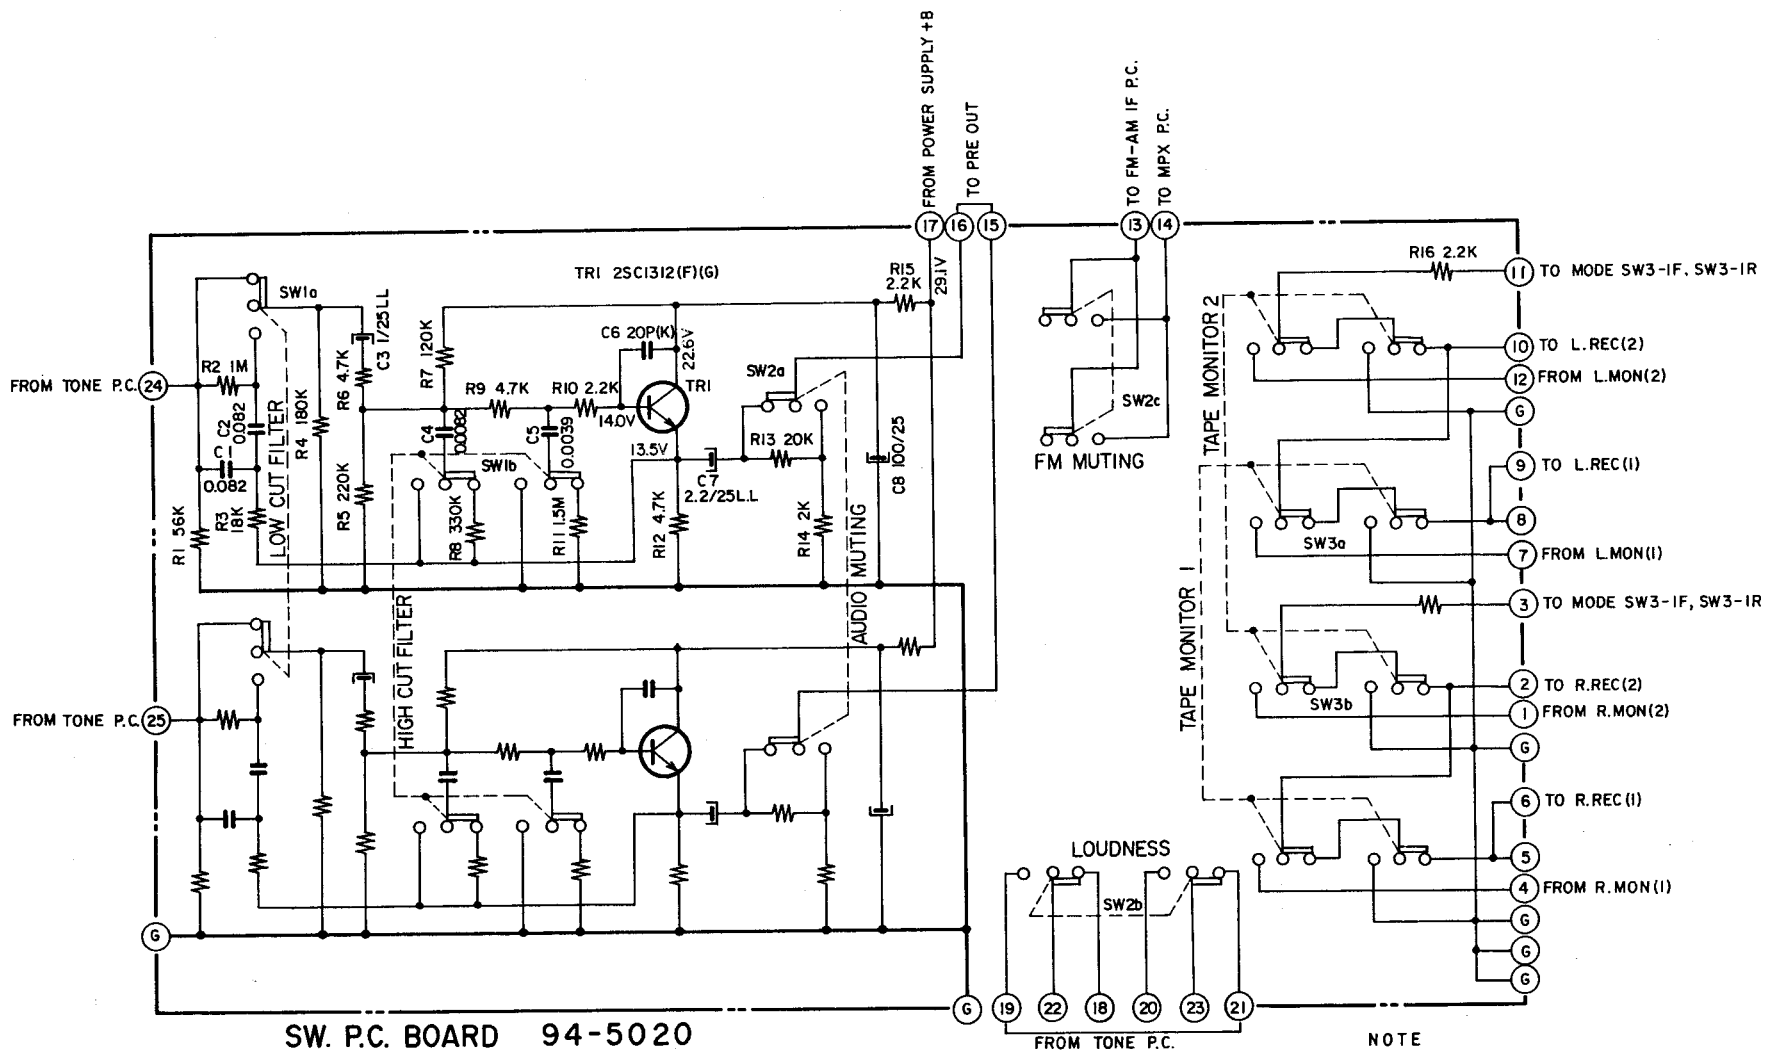 FROM POWER SUPPLY +B
TO PRE OUT
TO FM-AM IF P.C.
TO MPX P.C.
17
16
15
13
14
TR1 2SC1312(F)(G)
R15
2.2K
29.1V
R16 2.2K
11 TO MODE SW3-1F, SW3-1R
SW1a
C3 1/25LL
C6 20P(K)
22.6V
R7 120K
R6 4.7K
R2 1M
FROM TONE P.C. 24
R9 4.7K
R10 2.2K
TR1
SW2a
SW2c
10 TO L.REC(2)
12 FROM L.MON(2)
G
TAPE MONITOR 2
C2
0.082
R4 180K
LOW CUT FILTER
C1
0.082
C4
0.0082
C5
0.0039
14.0V
13.5V
R13 20K
C7
2.2/25L.L
C8 100/25
FM MUTING
SW1b
9 TO L.REC(1)
8
SW3a
7 FROM L.MON(1)
R1 56K
R3
18K
R5 220K
R8 330K
R11 1.5M
R12 4.7K
R14 2K
AUDIO MUTING
HIGH CUT FILTER
TAPE MONITOR 1
3 TO MODE SW3-1F, SW3-1R
2 TO R.REC(2)
SW3b
1 FROM R.MON(2)
G
FROM TONE P.C. 25
6 TO R.REC(1)
5
4 FROM R.MON(1)
G
G
G
LOUDNESS
SW2b
G
G
19
22
18
20
23
21
FROM TONE P.C.
SW. P.C. BOARD 94-5020
NOTE